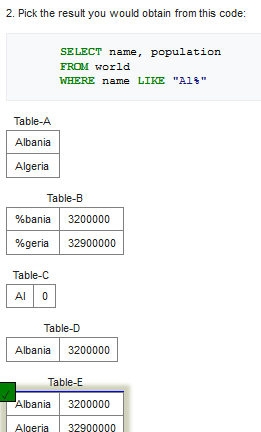 2. Pick the result you would obtain from this code:
SELECT name, population
FROM world
WHERE name LIKE "Al%"
Table-A
Albania
Algeria
Table-B
%bania 3200000
%geria 32900000
Table-C
Al 0
Table-D
Albania 3200000
Table-E
Albania 3200000
Algeria 32900000